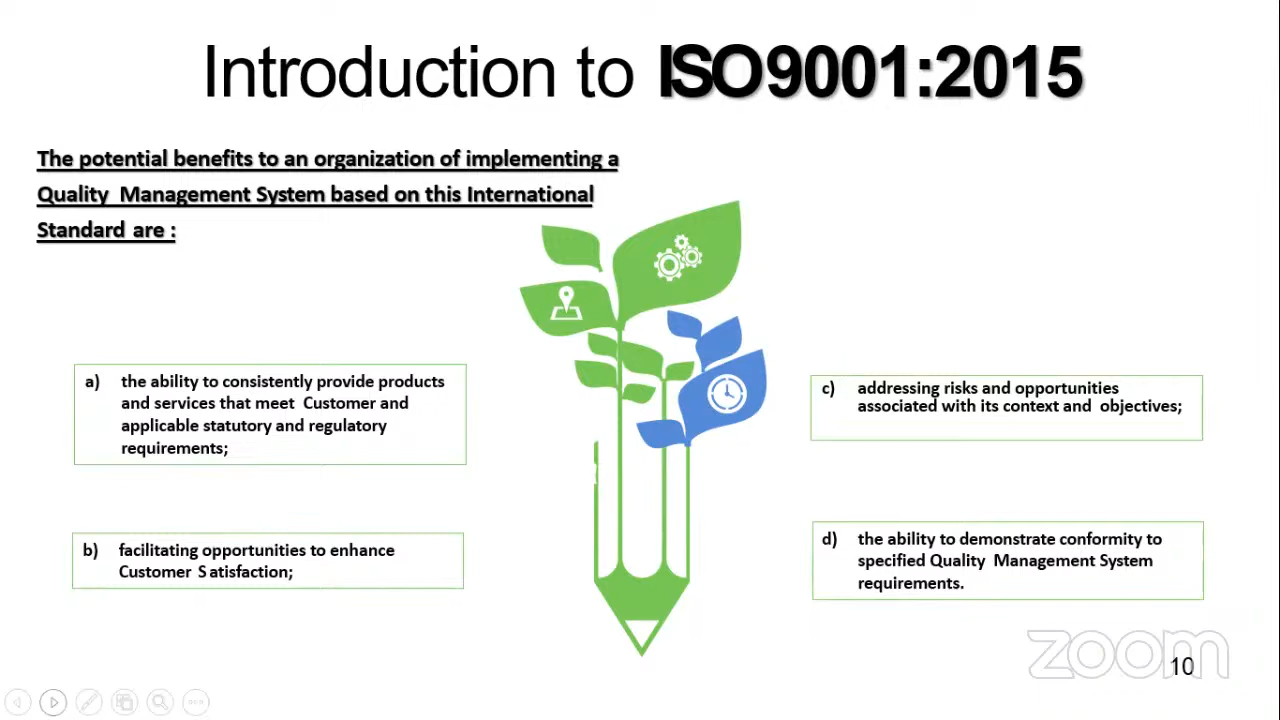 Introduction to ISO9001:2015
The potential benefits to an organization of implementing a
Quality Management System based on this International
Standard are :
a) the ability to consistently provide products
and services that meet Customer and
applicable statutory and regulatory
requirements;
b) facilitating opportunities to enhance
Customer Satisfaction;
c) addressing risks and opportunities
associated with its context and objectives;
d) the ability to demonstrate conformity to
specified Quality Management System
requirements.
zoom
10